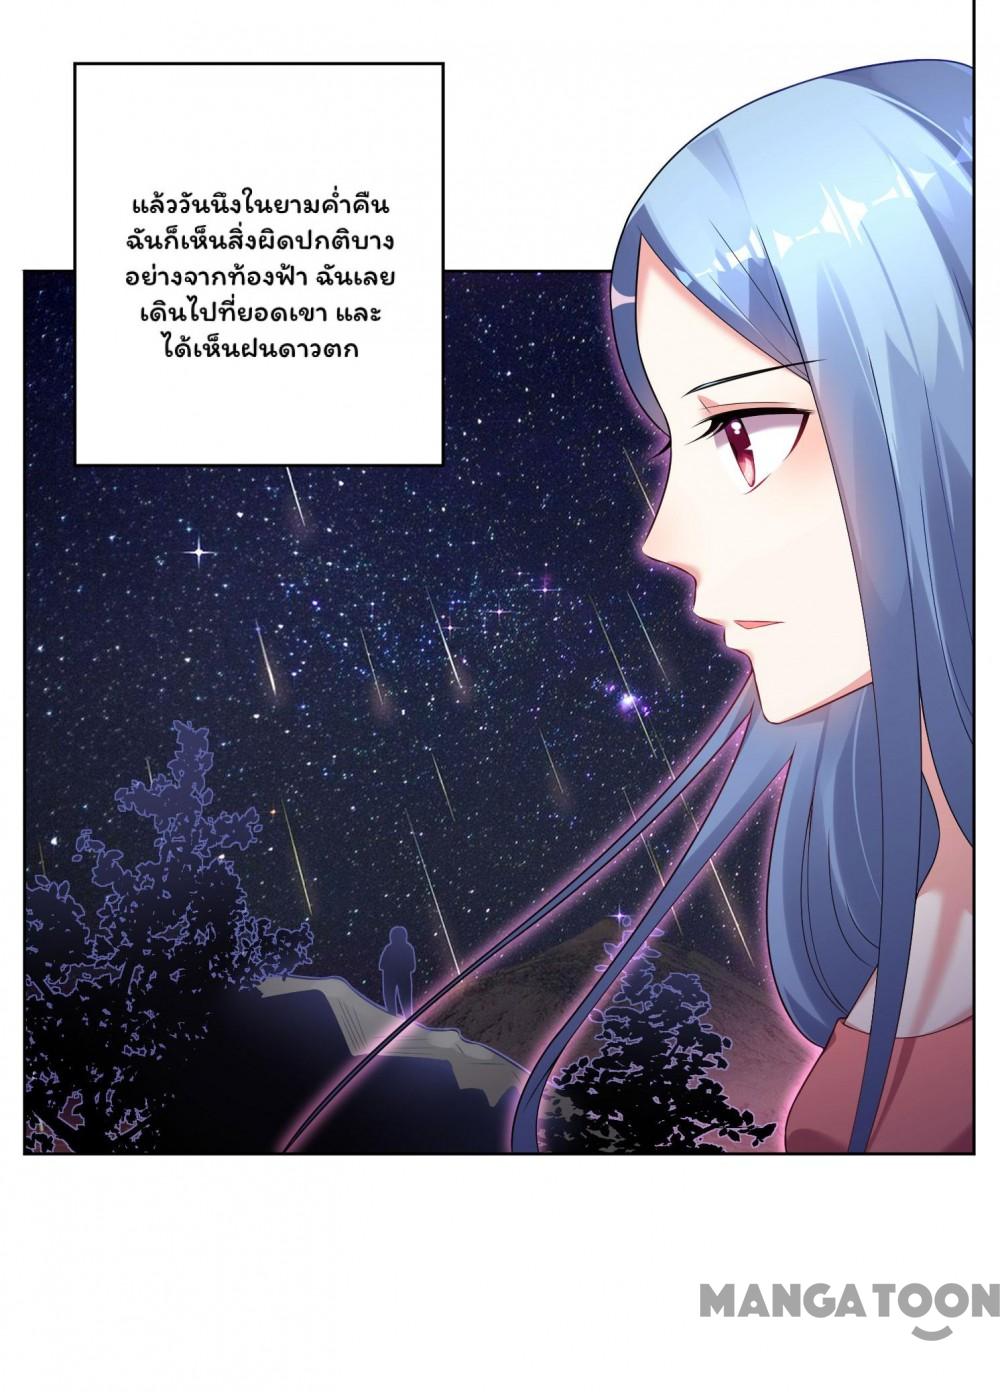 แล้ววันนึงในยามค่ำคืน
ฉันก็เห็นสิ่งผิดปกติบาง
อย่างจากท้องฟ้า ฉันเลย
เดินไปที่ยอดเขา และ
ได้เห็นฝนดาวตก
MANGATOON